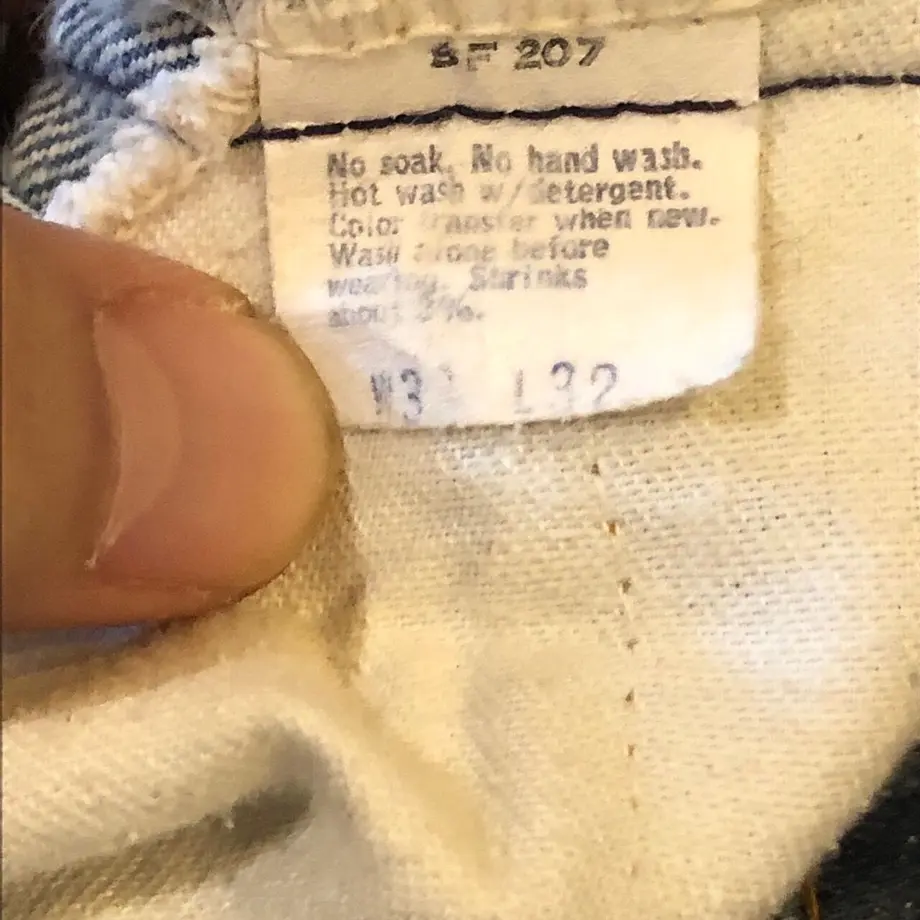 SF 207
No soak. No hand wash.
Hot wash w/detergent.
Color transfer when new.
Wash alone before
wearing. Shrinks
about 3%.
L32